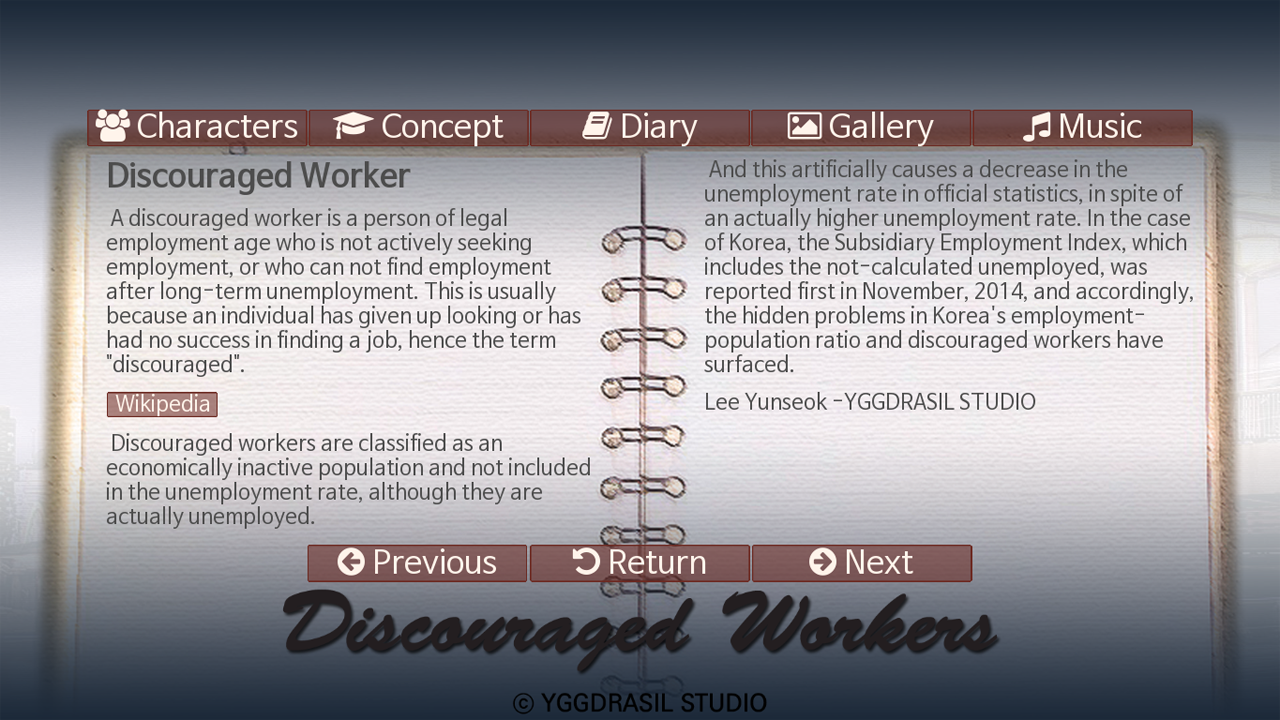 Characters
Concept
Diary
Gallery
Music
Discouraged Worker
A discouraged worker is a person of legal
employment age who is not actively seeking
employment, or who can not find employment
after long-term unemployment. This is usually
because an individual has given up looking or has
had no success in finding a job, hence the term
"discouraged".
Wikipedia
Discouraged workers are classified as an
economically inactive population and not included
in the unemployment rate, although they are
actually unemployed.
And this artificially causes a decrease in the
unemployment rate in official statistics, in spite of
an actually higher unemployment rate. In the case
of Korea, the Subsidiary Employment Index, which
includes the not-calculated unemployed, was
reported first in November, 2014, and accordingly,
the hidden problems in Korea's employment-
population ratio and discouraged workers have
surfaced.
Lee Yunseok -YGGDRASIL STUDIO
Previous
Return
Next
Discouraged Workers
© YGGDRASIL STUDIO